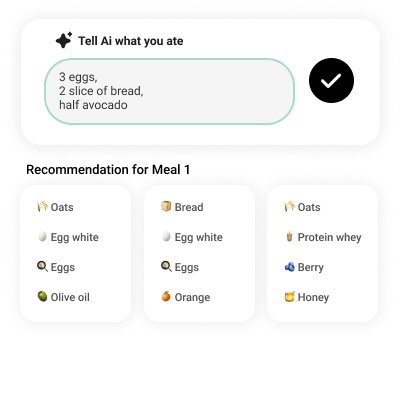 Tell Ai what you ate
3 eggs,
2 slice of bread,
half avocado
Recommendation for Meal 1
Oats
Egg white
Eggs
Olive oil
Bread
Egg white
Eggs
Orange
Oats
Protein whey
Berry
Honey